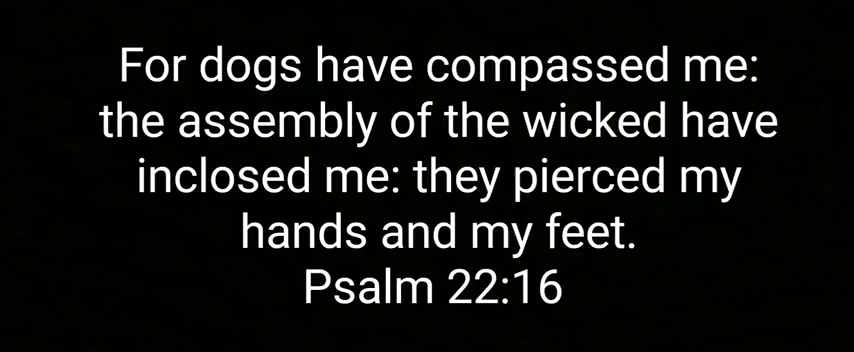 For dogs have compassed me:
the assembly of the wicked have
inclosed me: they pierced my
hands and my feet.
Psalm 22:16